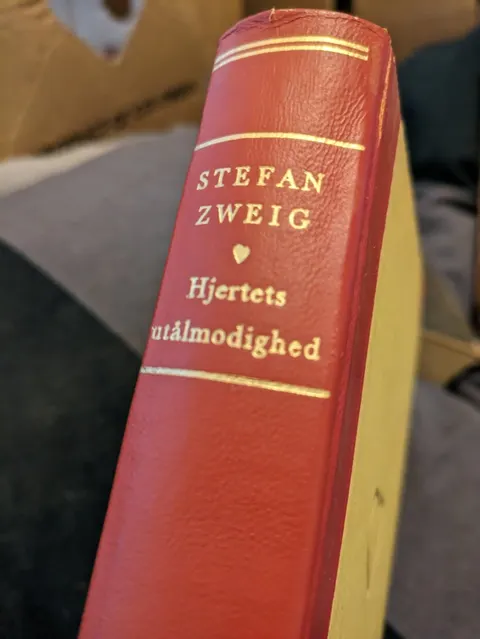 STEFAN
ZWEIG
Hjertets
utålmodighed